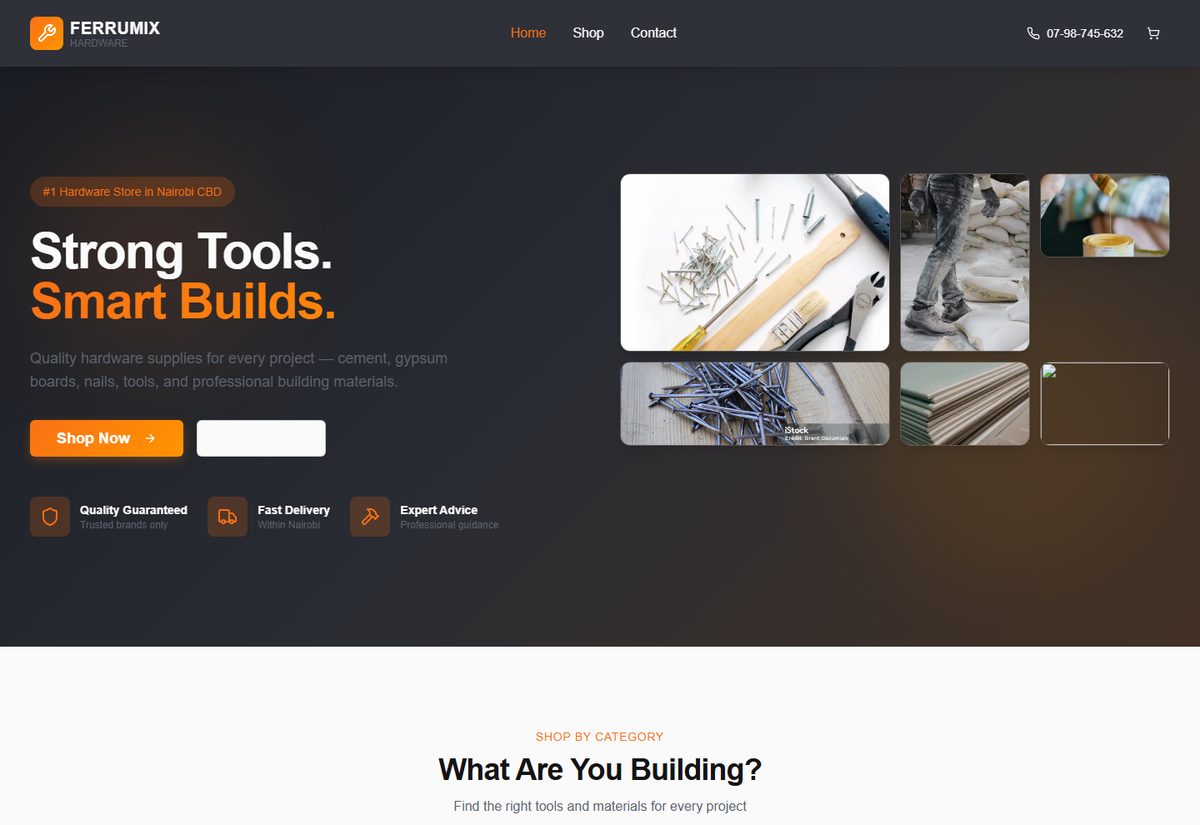 FERRUMIX
HARDWARE
Home
Shop
Contact
07-98-745-632
#1 Hardware Store in Nairobi CBD
Strong Tools.
Smart Builds.
Quality hardware supplies for every project — cement, gypsum
boards, nails, tools, and professional building materials.
Shop Now
Quality Guaranteed
Trusted brands only
Fast Delivery
Within Nairobi
Expert Advice
Professional guidance
iStock
Credit: Grant Giuliumian
SHOP BY CATEGORY
What Are You Building?
Find the right tools and materials for every project